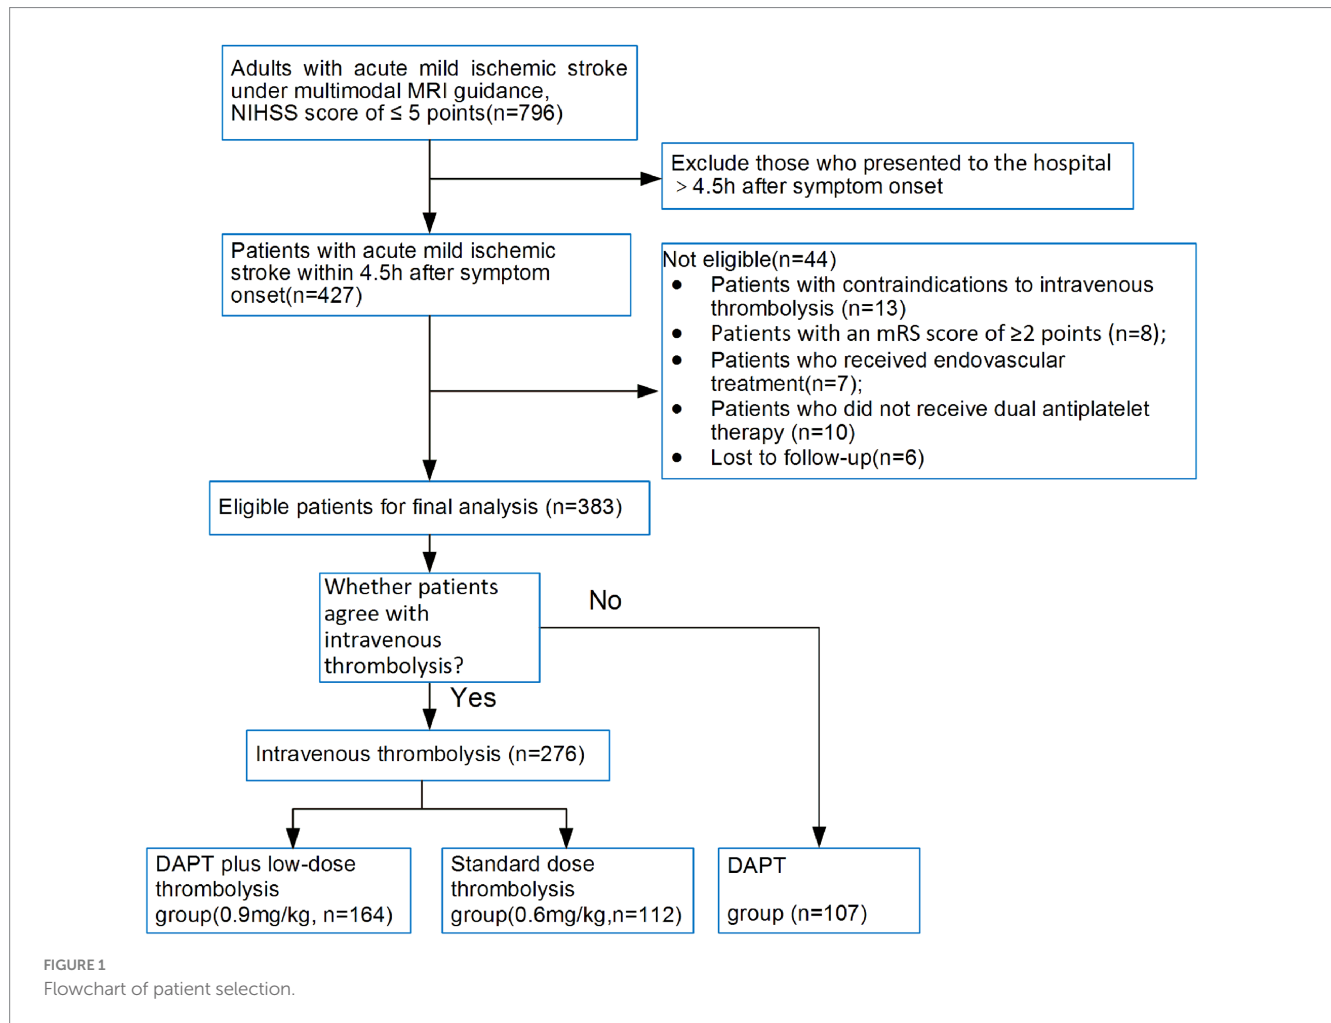 Adults with acute mild ischemic stroke
under multimodal MRI guidance,
NIHSS score of ≤ 5 points(n=796)
Exclude those who presented to the hospital
> 4.5h after symptom onset
Patients with acute mild ischemic
stroke within 4.5h after symptom
onset(n=427)
Not eligible(n=44)
● Patients with contraindications to intravenous
thrombolysis (n=13)
● Patients with an mRS score of ≥2 points (n=8);
● Patients who received endovascular
treatment(n=7);
● Patients who did not receive dual antiplatelet
therapy (n=10)
● Lost to follow-up(n=6)
Eligible patients for final analysis (n=383)
Whether patients
agree with
intravenous
thrombolysis?
No
Yes
Intravenous thrombolysis (n=276)
DAPT plus low-dose
thrombolysis
group(0.9mg/kg, n=164)
Standard dose
thrombolysis
group(0.6mg/kg,n=112)
DAPT
group (n=107)
FIGURE 1
Flowchart of patient selection.